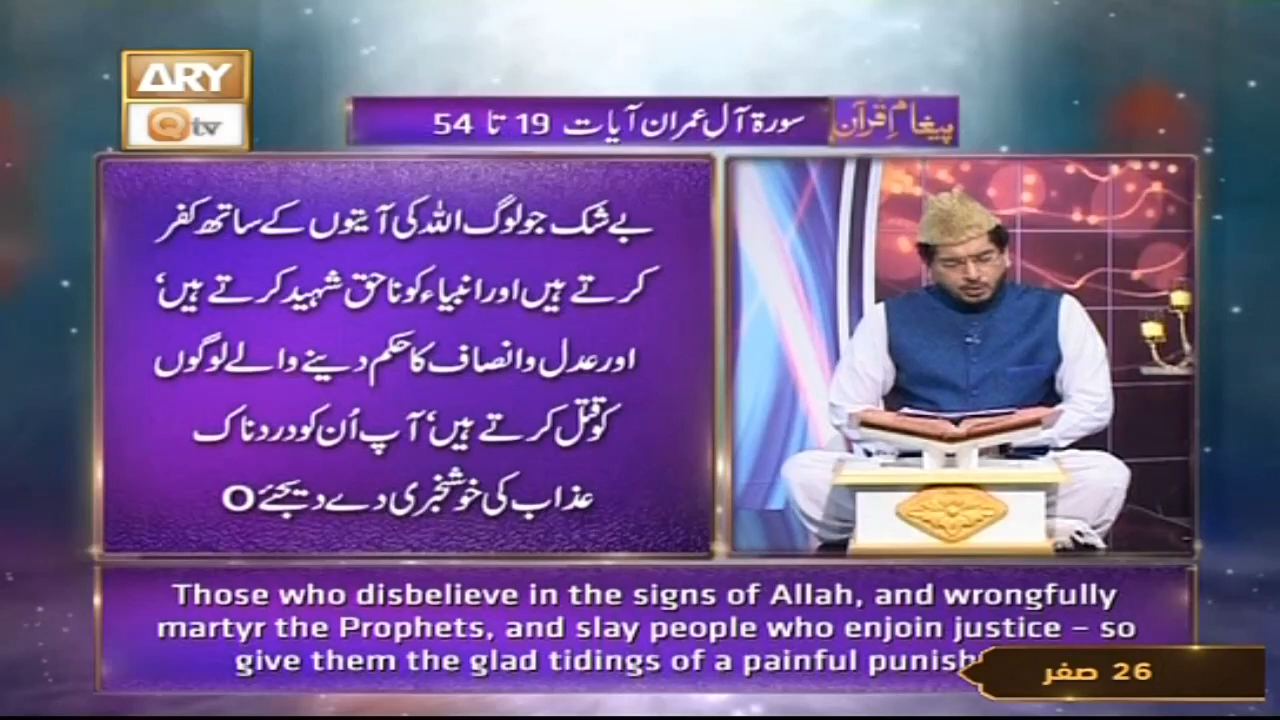 ARY
Qtv
پیغامِ قرآن
سورۃ آل عمران آیات 19 تا 54
بے شک جو لوگ اللہ کی آیتوں کے ساتھ کفر
کرتے ہیں اور انبیاء کو ناحق شہید کرتے ہیں'
اور عدل و انصاف کا حکم دینے والے لوگوں
کو قتل کرتے ہیں' آپ اُن کو دردناک
عذاب کی خوشخبری دے دیجئے O
Those who disbelieve in the signs of Allah, and wrongfully
martyr the Prophets, and slay people who enjoin justice – so
give them the glad tidings of a painful punish
26 صفر